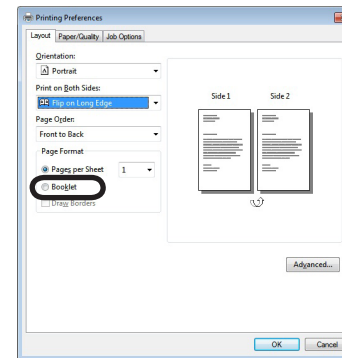 Printing Preferences
Layout Paper/Quality Job Options
Orientation:
Portrait
Print on Both Sides:
Flip on Long Edge
Page Order:
Front to Back
Page Format
Pages per Sheet 1
Booklet
Draw Borders
Side 1 Side 2
Advanced...
OK Cancel